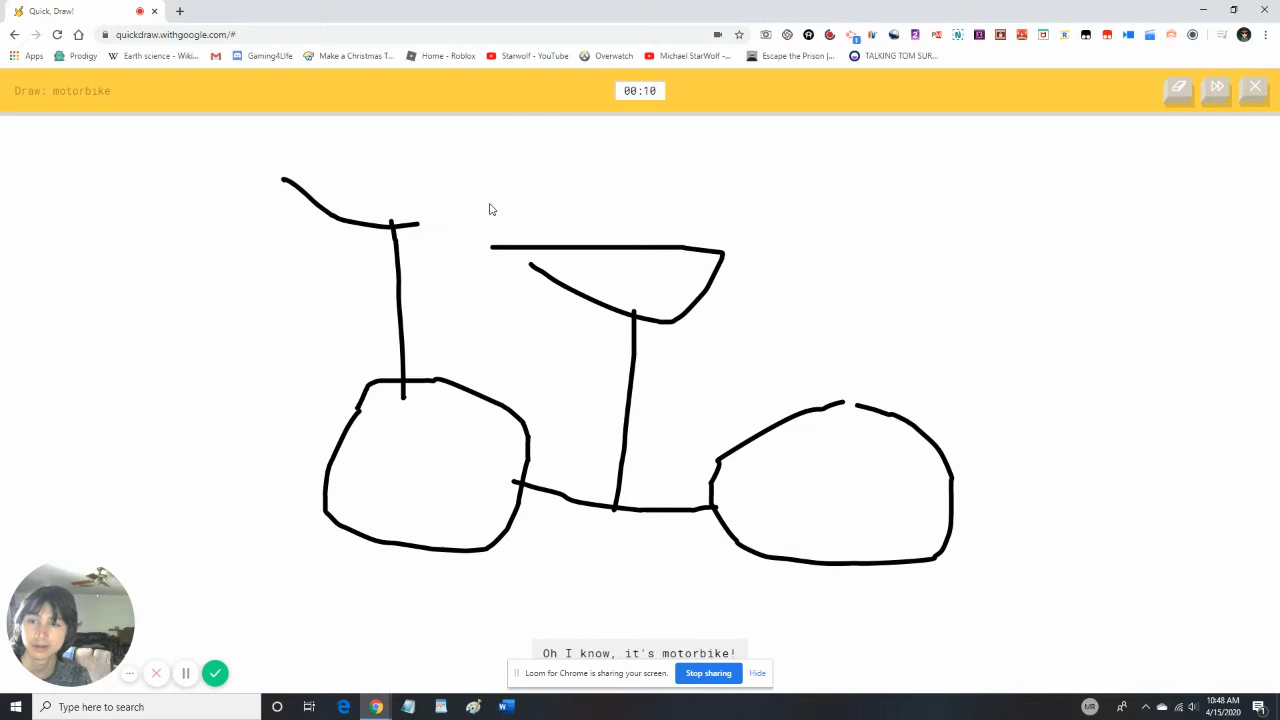 Quick, Draw!
quickdraw.withgoogle.com/#
Apps Prodigy Earth science - Wiki... Gaming4Life Make a Christmas T... Home - Roblox Starwolf - YouTube Overwatch Michael StarWolf -... Escape the Prison |... TALKING TOM SUR...
Draw: motorbike
00:10
Oh I know, it's motorbike!
Loom for Chrome is sharing your screen. Stop sharing Hide
Type here to search
MR
10:48 AM
4/15/2020